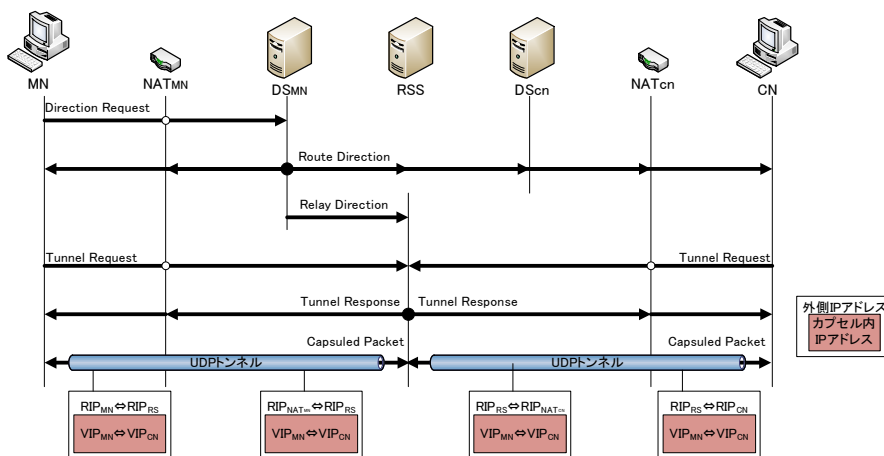 MN
NATMN
DSMN
RSS
DScn
NATcn
CN
Direction Request
Route Direction
Relay Direction
Tunnel Request
Tunnel Request
Tunnel Response
Tunnel Response
Capsuled Packet
Capsuled Packet
UDPトンネル
UDPトンネル
外側IPアドレス
カプセル内
IPアドレス
RIPMN⇔RIPRS
VIPMN⇔VIPCN
RIPNATMN⇔RIPRS
VIPMN⇔VIPCN
RIPRS⇔RIPNATCN
VIPMN⇔VIPCN
RIPRS⇔RIPCN
VIPMN⇔VIPCN